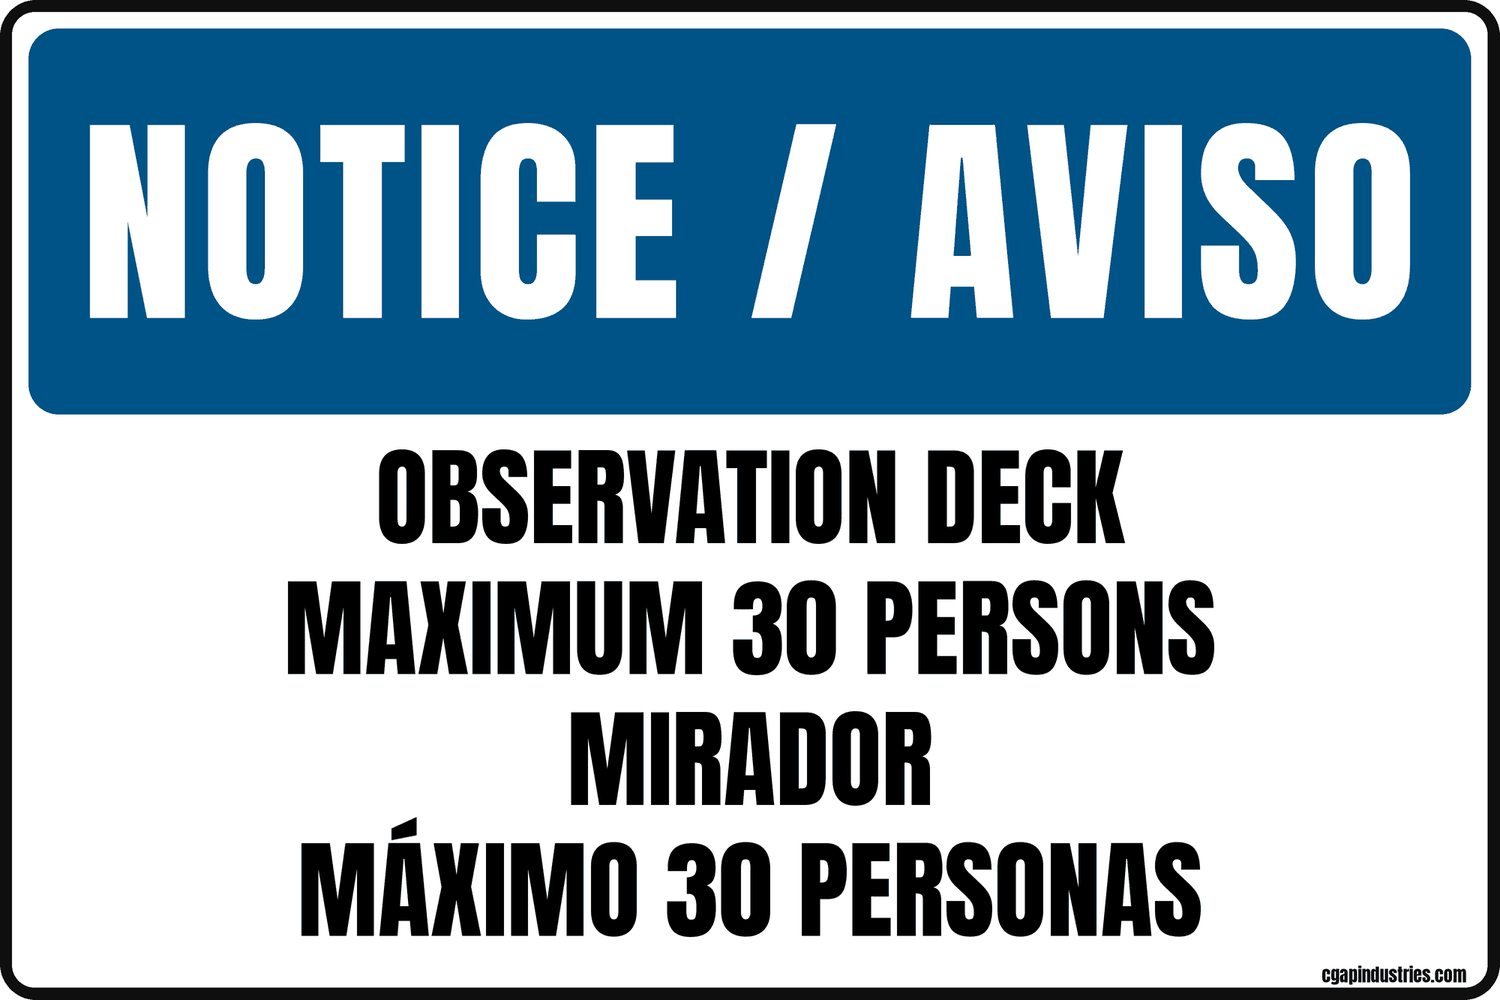 NOTICE / AVISO
OBSERVATION DECK
MAXIMUM 30 PERSONS
MIRADOR
MÁXIMO 30 PERSONAS
cgapindustries.com